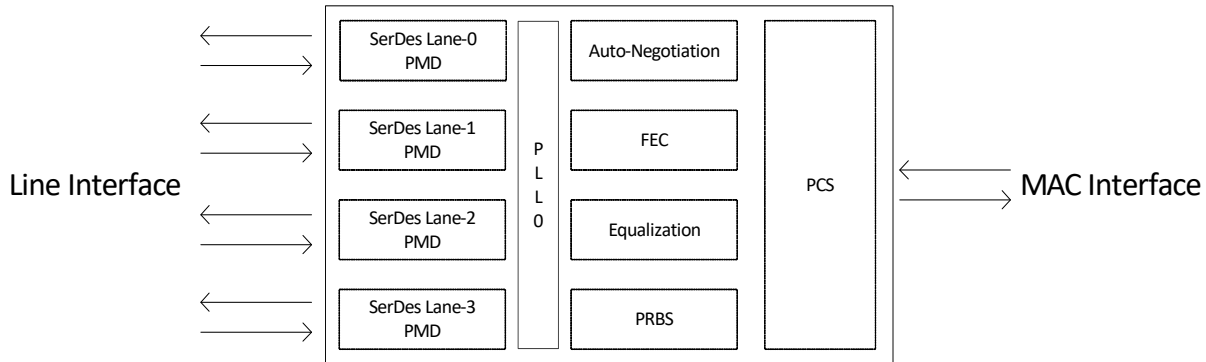 Line Interface
SerDes Lane-0
PMD
SerDes Lane-1
PMD
SerDes Lane-2
PMD
SerDes Lane-3
PMD
P
L
L
0
Auto-Negotiation
FEC
Equalization
PRBS
PCS
MAC Interface